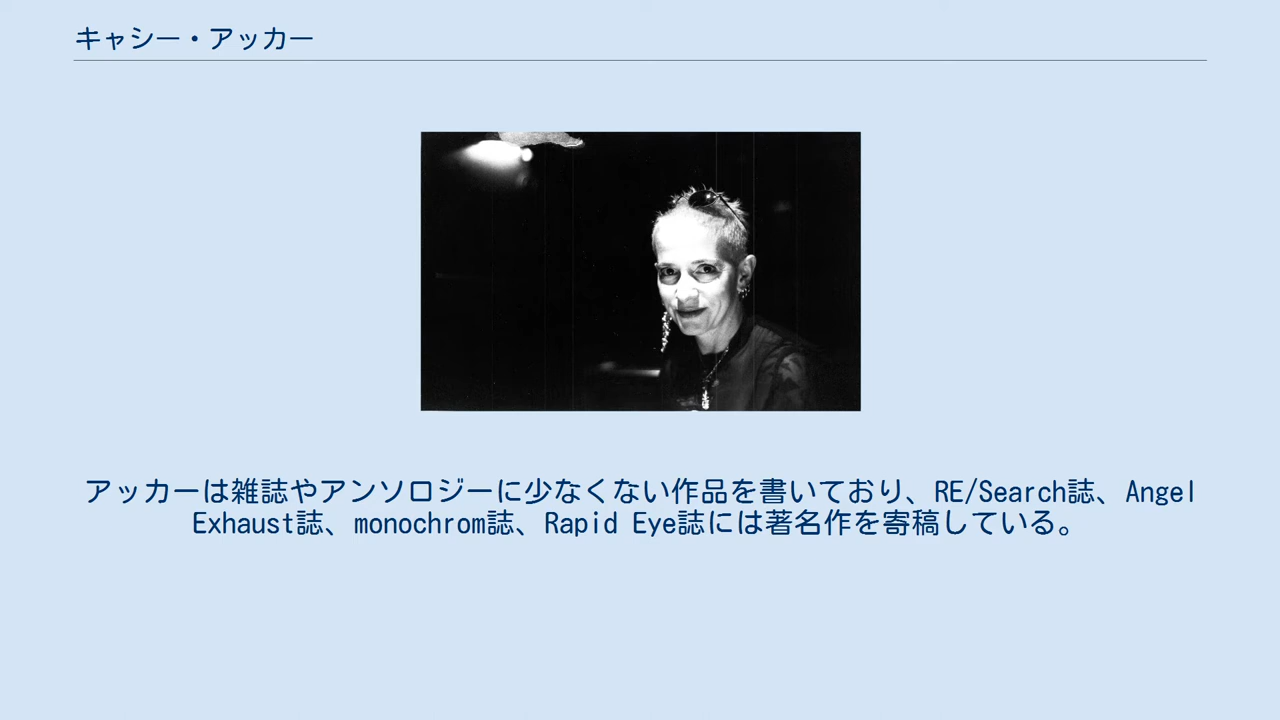 キャシー・アッカー
アッカーは雑誌やアンソロジーに少なくない作品を書いており、RE/Search誌、Angel
Exhaust誌、monochrom誌、Rapid Eye誌には著名作を寄稿している。